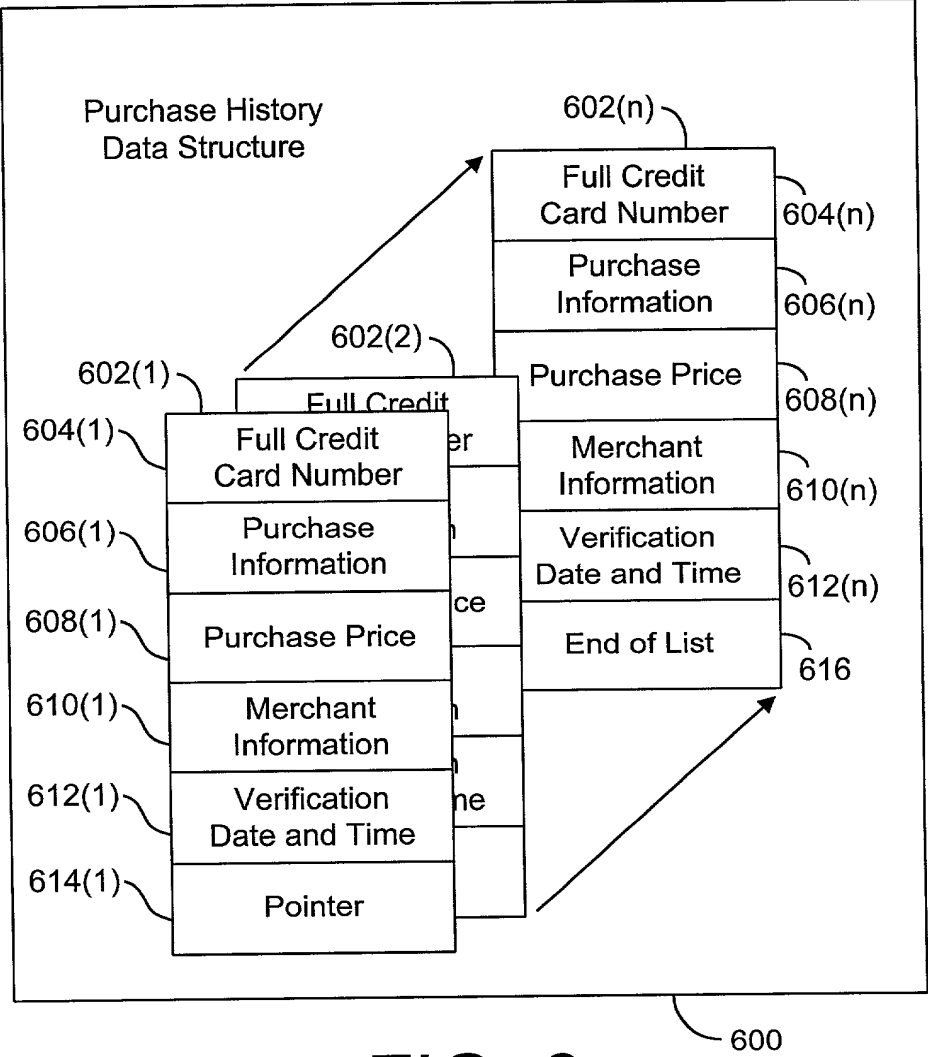 Purchase History
Data Structure
602(n)
Full Credit
Card Number
604(n)
Purchase
Information
606(n)
Purchase Price
608(n)
Merchant
Information
610(n)
Verification
Date and Time
612(n)
End of List
616
602(2)
Full Credit
er
n
ce
n
n
me
602(1)
604(1)
Full Credit
Card Number
606(1)
Purchase
Information
608(1)
Purchase Price
610(1)
Merchant
Information
612(1)
Verification
Date and Time
614(1)
Pointer
600